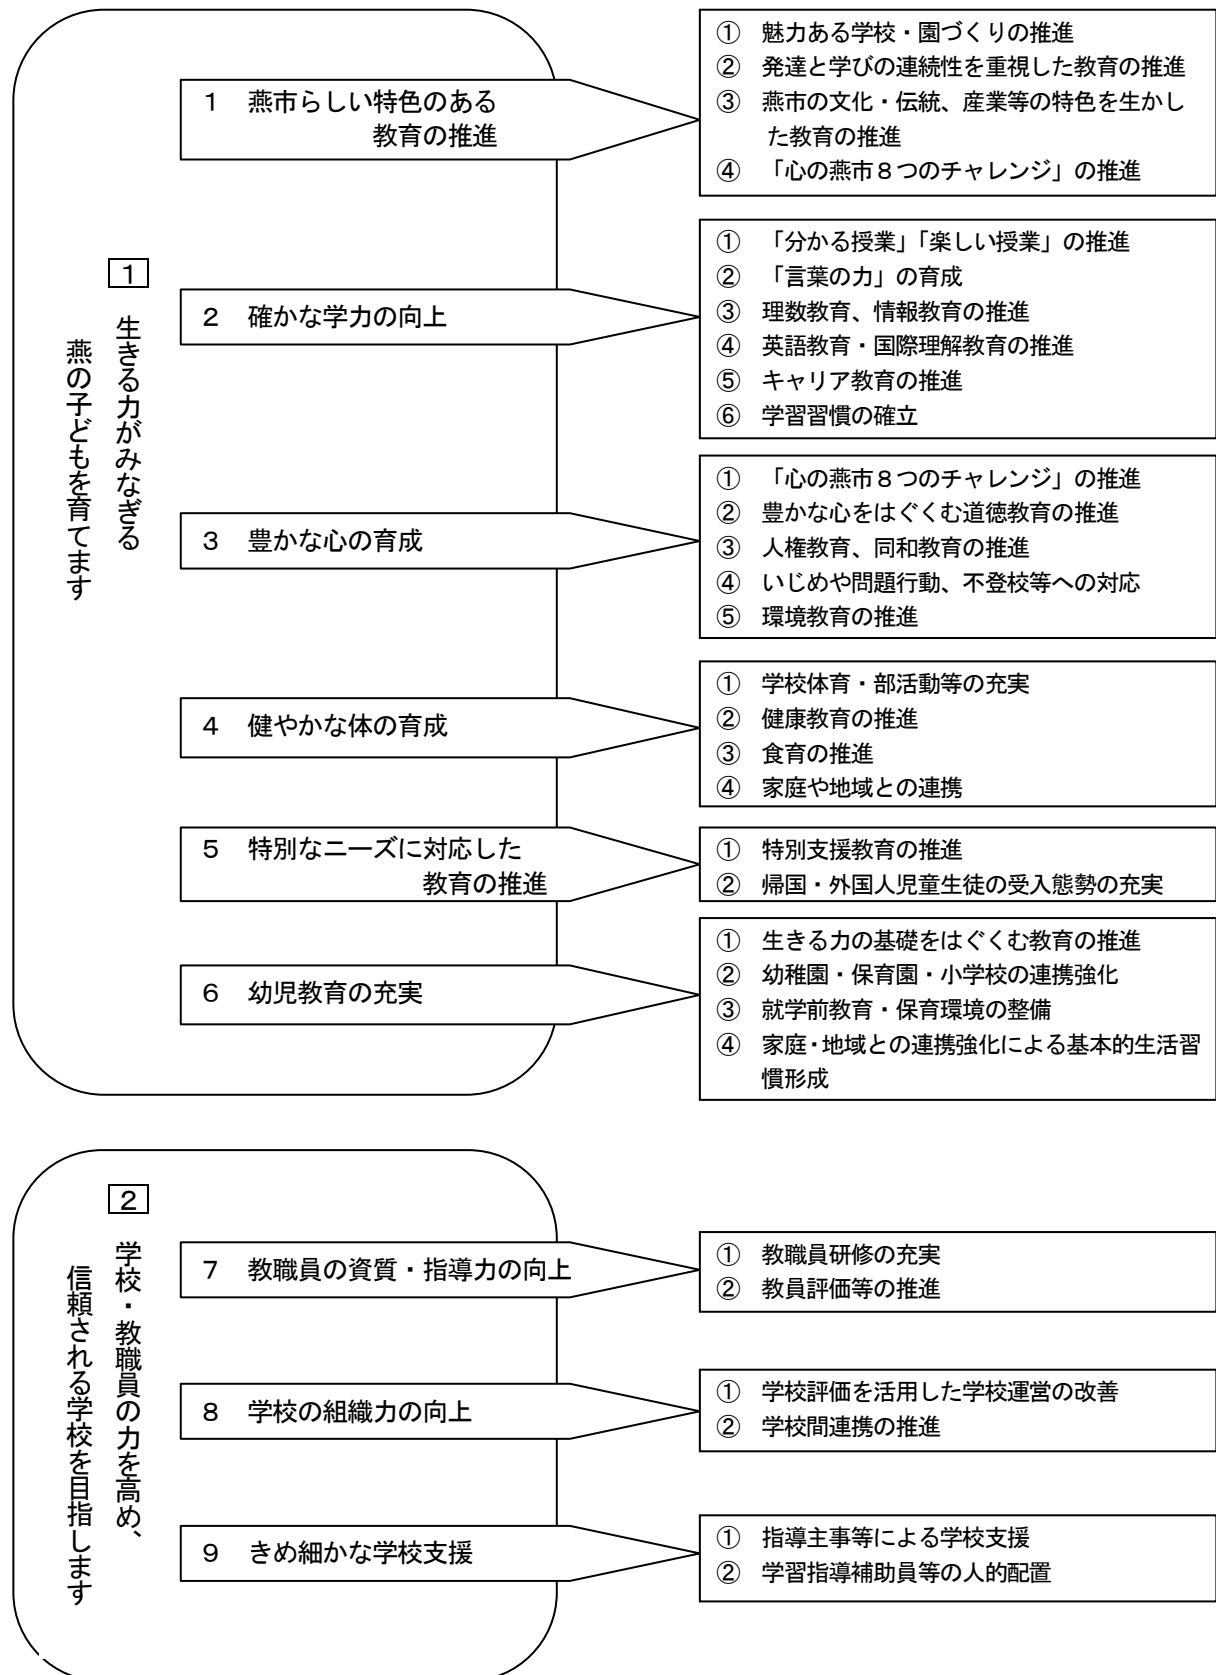 1
生きる力がみなぎる
燕の子どもを育てます
1 燕市らしい特色のある
教育の推進
① 魅力ある学校・園づくりの推進
② 発達と学びの連続性を重視した教育の推進
③ 燕市の文化・伝統、産業等の特色を生かし
た教育の推進
④ 「心の燕市8つのチャレンジ」の推進
2 確かな学力の向上
① 「分かる授業」「楽しい授業」の推進
② 「言葉の力」の育成
③ 理数教育、情報教育の推進
④ 英語教育・国際理解教育の推進
⑤ キャリア教育の推進
⑥ 学習習慣の確立
3 豊かな心の育成
① 「心の燕市8つのチャレンジ」の推進
② 豊かな心をはぐくむ道徳教育の推進
③ 人権教育、同和教育の推進
④ いじめや問題行動、不登校等への対応
⑤ 環境教育の推進
4 健やかな体の育成
① 学校体育・部活動等の充実
② 健康教育の推進
③ 食育の推進
④ 家庭や地域との連携
5 特別なニーズに対応した
教育の推進
① 特別支援教育の推進
② 帰国・外国人児童生徒の受入態勢の充実
6 幼児教育の充実
① 生きる力の基礎をはぐくむ教育の推進
② 幼稚園・保育園・小学校の連携強化
③ 就学前教育・保育環境の整備
④ 家庭・地域との連携強化による基本的生活習
慣形成
2
学校・教職員の力を高め、
信頼される学校を目指します
7 教職員の資質・指導力の向上
① 教職員研修の充実
② 教員評価等の推進
8 学校の組織力の向上
① 学校評価を活用した学校運営の改善
② 学校間連携の推進
9 きめ細かな学校支援
① 指導主事等による学校支援
② 学習指導補助員等の人的配置